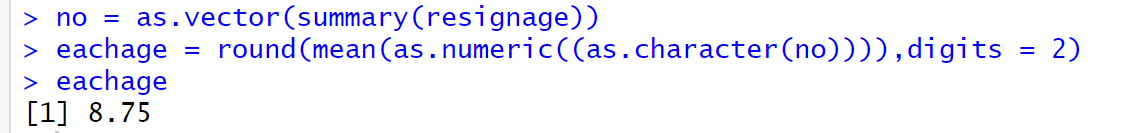 > no = as.vector(summary(resignage))
> eachage = round(mean(as.numeric((as.character(no)))),digits = 2)
> eachage
[1] 8.75